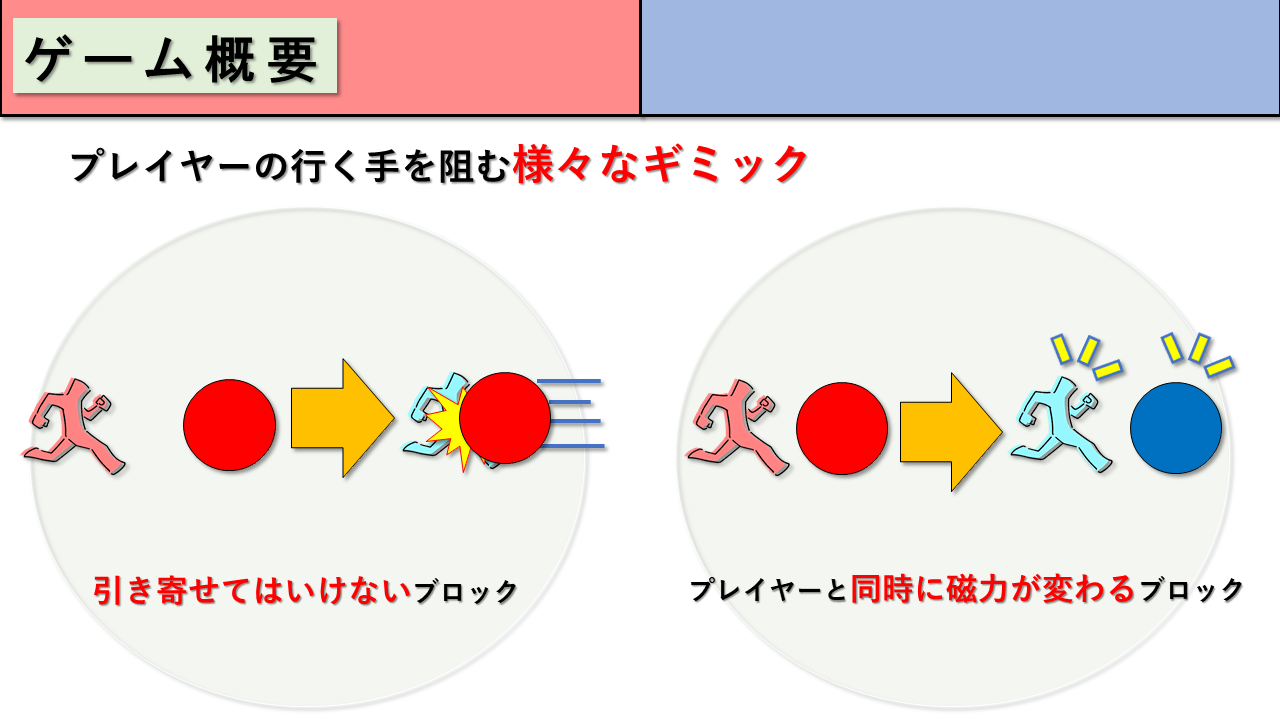 ゲーム概要
プレイヤーの行く手を阻む様々なギミック
引き寄せてはいけないブロック
プレイヤーと同時に磁力が変わるブロック